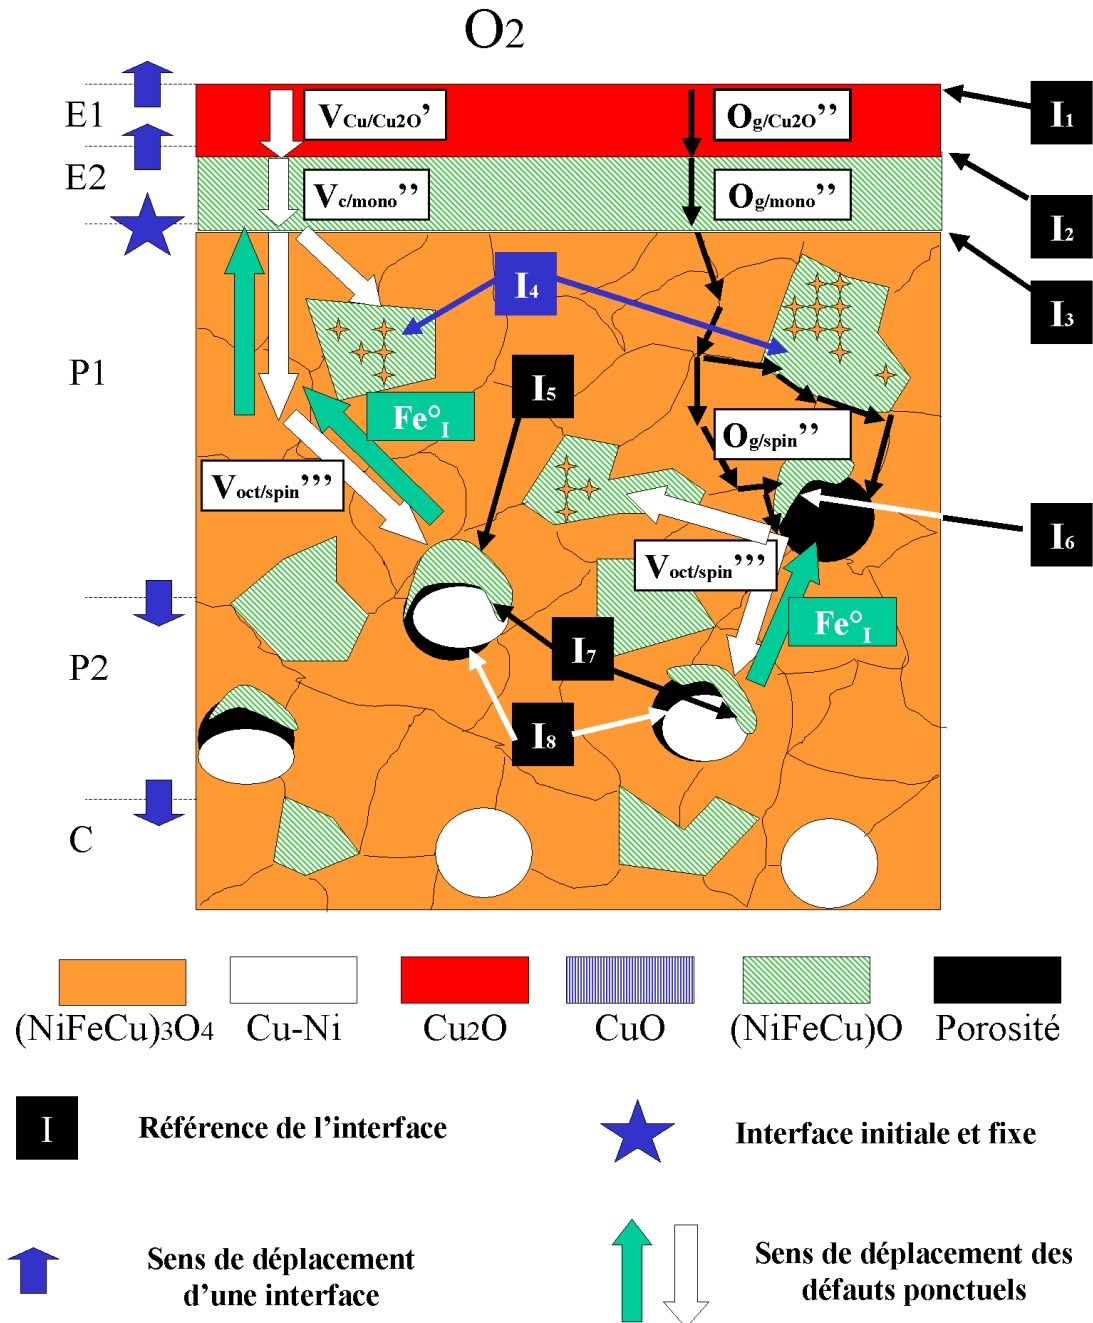 O2
E1
E2
P1
P2
C
VCu/Cu2O’
Og/Cu2O’’
Vc/mono’’
Og/mono’’
I1
I2
I3
I4
I5
Fe°I
Og/spin’’
Voct/spin’’’
I6
Voct/spin’’’
Fe°I
I7
I8
(NiFeCu)3O4
Cu-Ni
Cu2O
CuO
(NiFeCu)O
Porosité
I
Référence de l’interface
Interface initiale et fixe
Sens de déplacement
d’une interface
Sens de déplacement des
défauts ponctuels